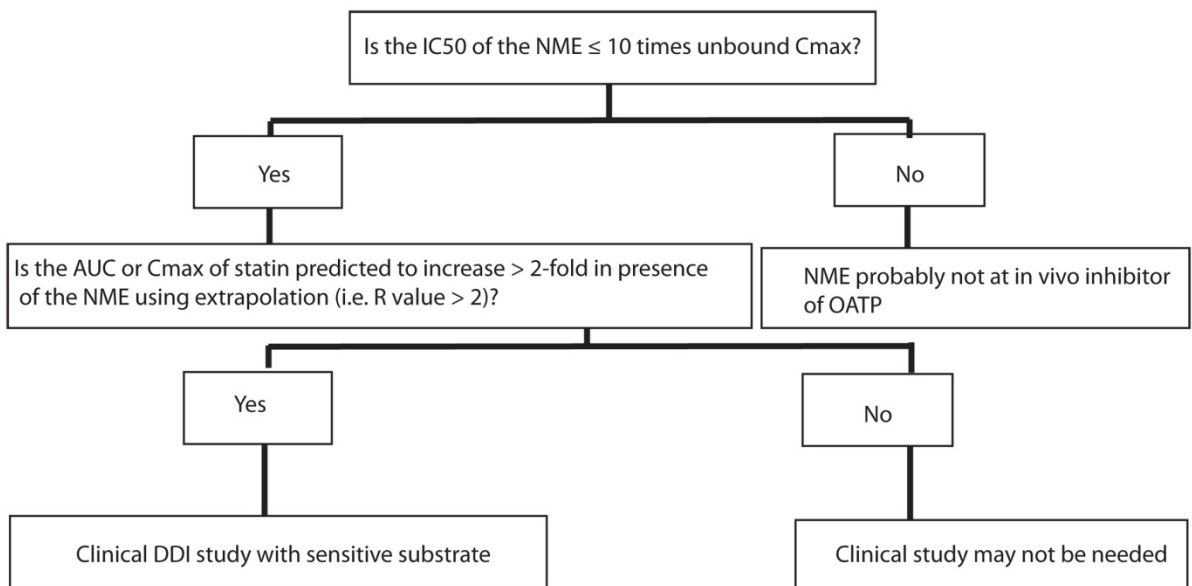 Is the IC50 of the NME ≤ 10 times unbound Cmax?
Yes
No
Is the AUC or Cmax of statin predicted to increase > 2-fold in presence
of the NME using extrapolation (i.e. R value > 2)?
NME probably not at in vivo inhibitor
of OATP
Yes
No
Clinical DDI study with sensitive substrate
Clinical study may not be needed